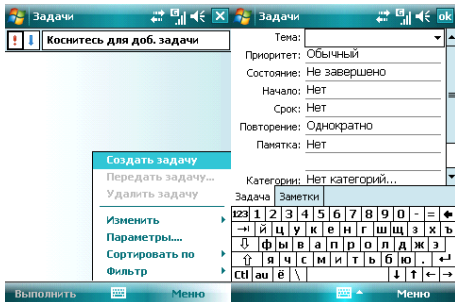 Задачи
Коснитесь для доб. задачи
Создать задачу
Передать задачу...
Удалить задачу
Изменить
Параметры....
Сортировать по
Фильтр
Выполнить Меню
Задачи ok
Тема:
Приоритет: Обычный
Состояние: Не завершено
Начало: Нет
Срок: Нет
Повторение: Однократно
Памятка: Нет
Категории: Нет категорий...
Задача Заметки
123 1 2 3 4 5 6 7 8 9 0 - =
й ц у к е н г ш щ з х ъ
ф ы в а п р о л д ж э
я ч с м и т ь б ю .
Ctl au ё \
Меню